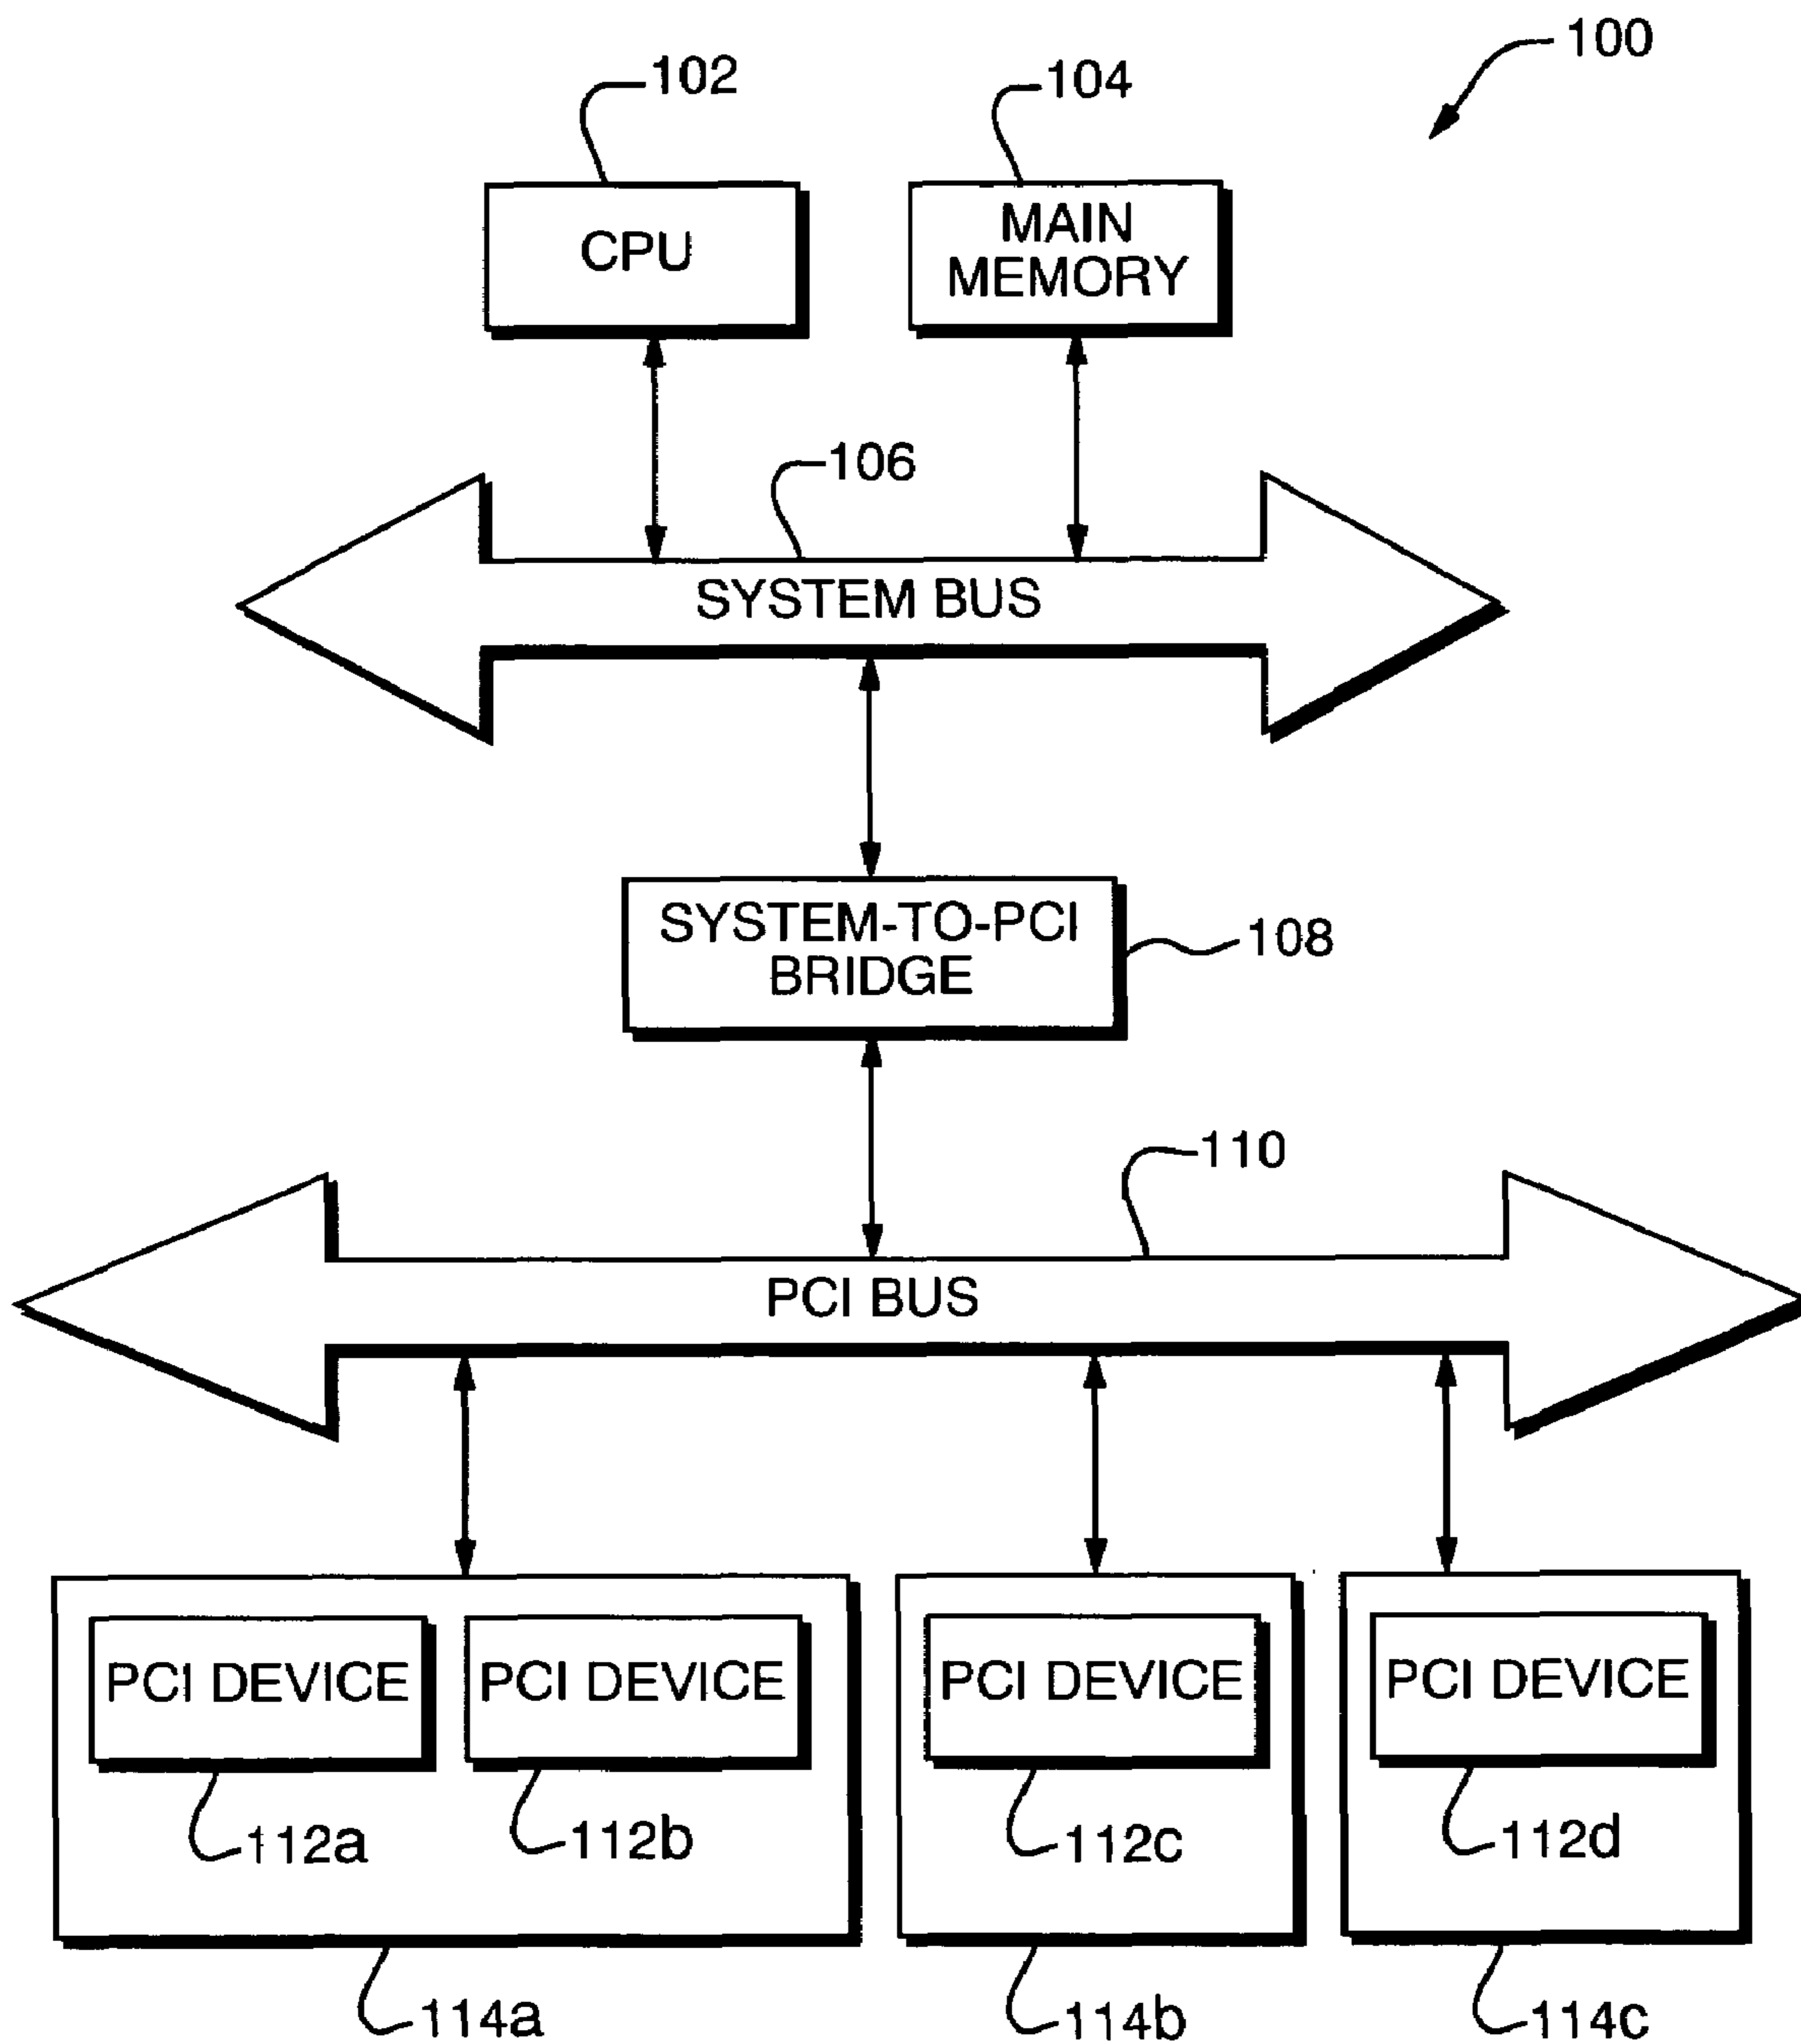 100
102
104
CPU
MAIN
MEMORY
106
SYSTEM BUS
SYSTEM-TO-PCI
BRIDGE
108
110
PCI BUS
PCI DEVICE
PCI DEVICE
PCI DEVICE
PCI DEVICE
112a
112b
112c
112d
114a
114b
114c